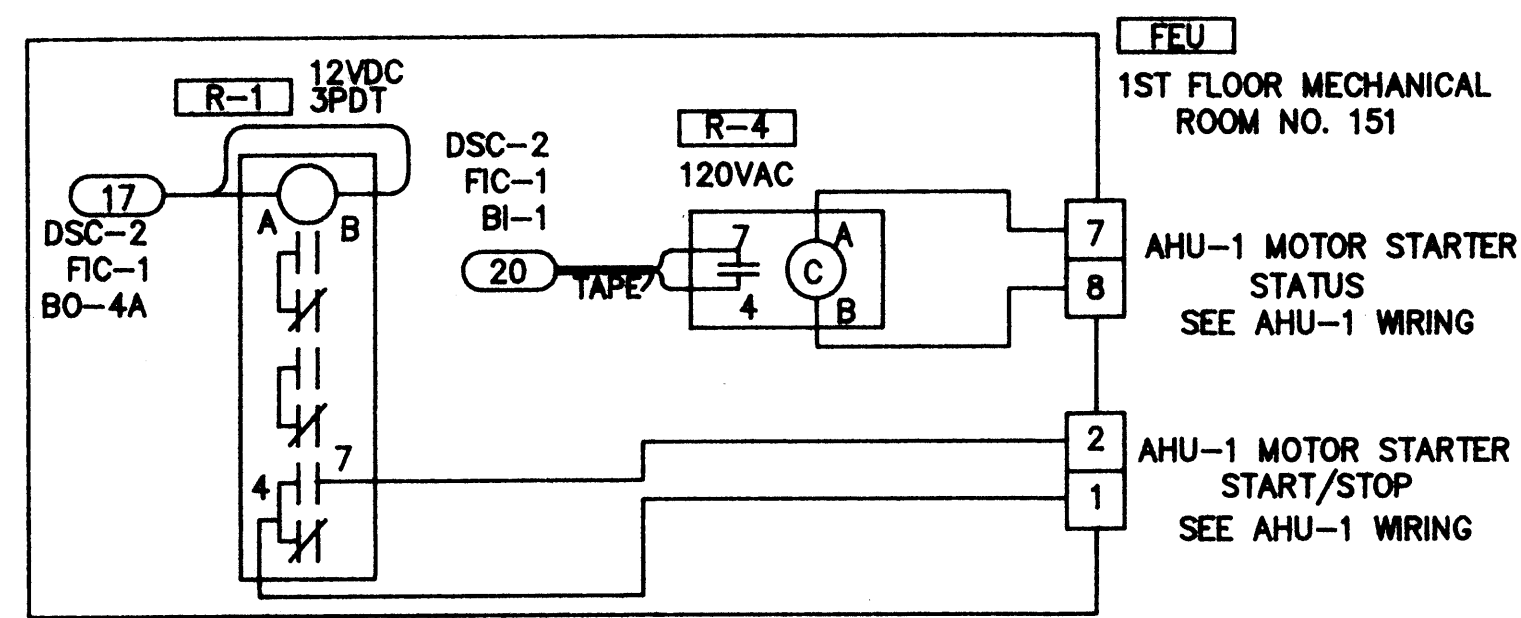 FEU
1ST FLOOR MECHANICAL
ROOM NO. 151
R-1
12VDC
3PDT
17
DSC-2
FIC-1
BO-4A
A
B
4
7
DSC-2
FIC-1
BI-1
20
TAPE
R-4
120VAC
7
4
A
C
B
7
8
AHU-1 MOTOR STARTER
STATUS
SEE AHU-1 WIRING
2
1
AHU-1 MOTOR STARTER
START/STOP
SEE AHU-1 WIRING